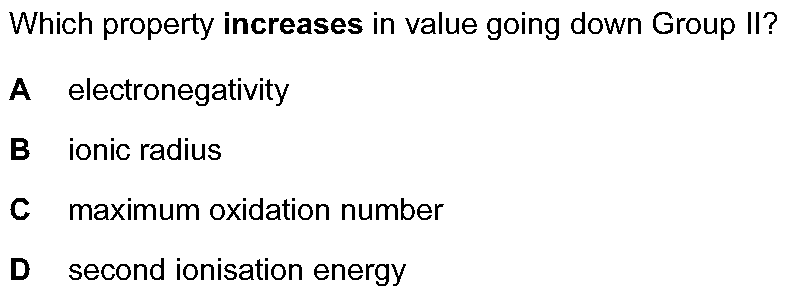 Which property increases in value going down Group II?
A electronegativity
B ionic radius
C maximum oxidation number
D second ionisation energy